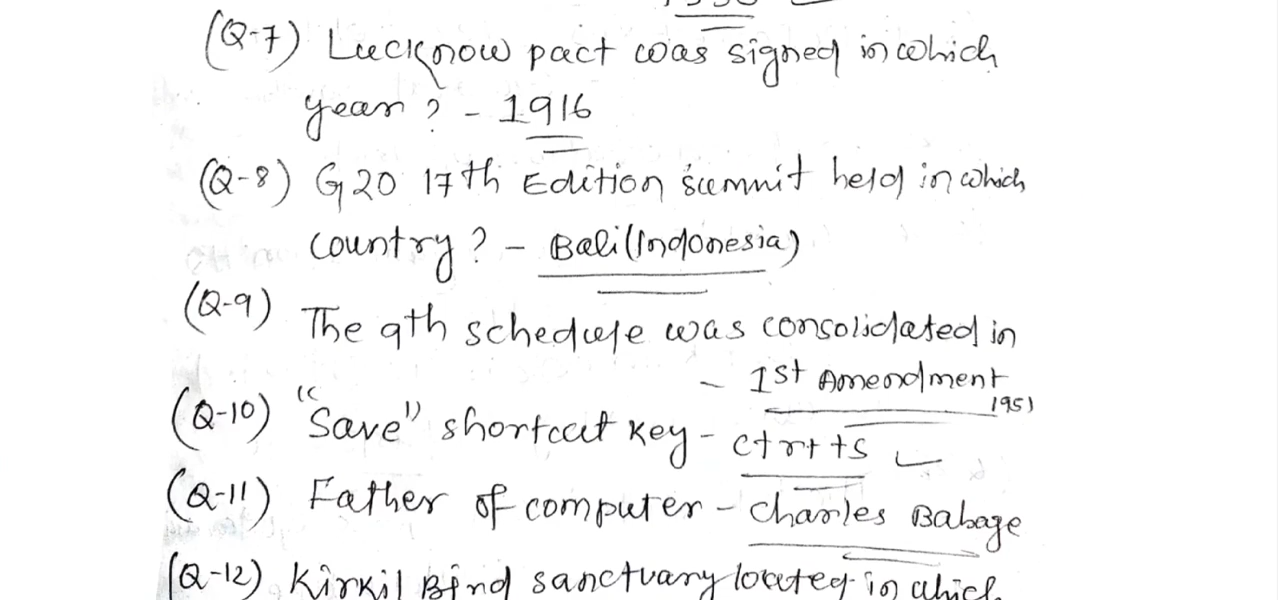 (Q-7) Lucknow pact was signed in which
year ? - 1916
(Q-8) G20 17th Edition summit held in which
country ? - Bali (Indonesia)
(Q-9) The 9th schedule was consolidated in
- 1st Amendment
1951
(Q-10) "Save" shortcut key - ctrl + s
(Q-11) Father of computer - Charles Babage
(Q-12) Kirkil Bird sanctuary located in which